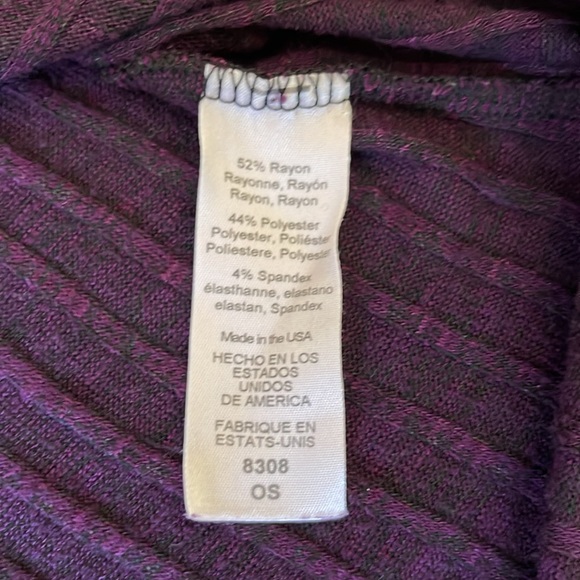 52% Rayon
Rayonne, Rayón
Rayon, Rayon
44% Polyester
Polyester, Poliéster
Poliestere, Polyester
4% Spandex
élasthanne, elastano
elastan, Spandex
Made in the USA
HECHO EN LOS
ESTADOS
UNIDOS
DE AMERICA
FABRIQUE EN
ESTATS-UNIS
8308
OS